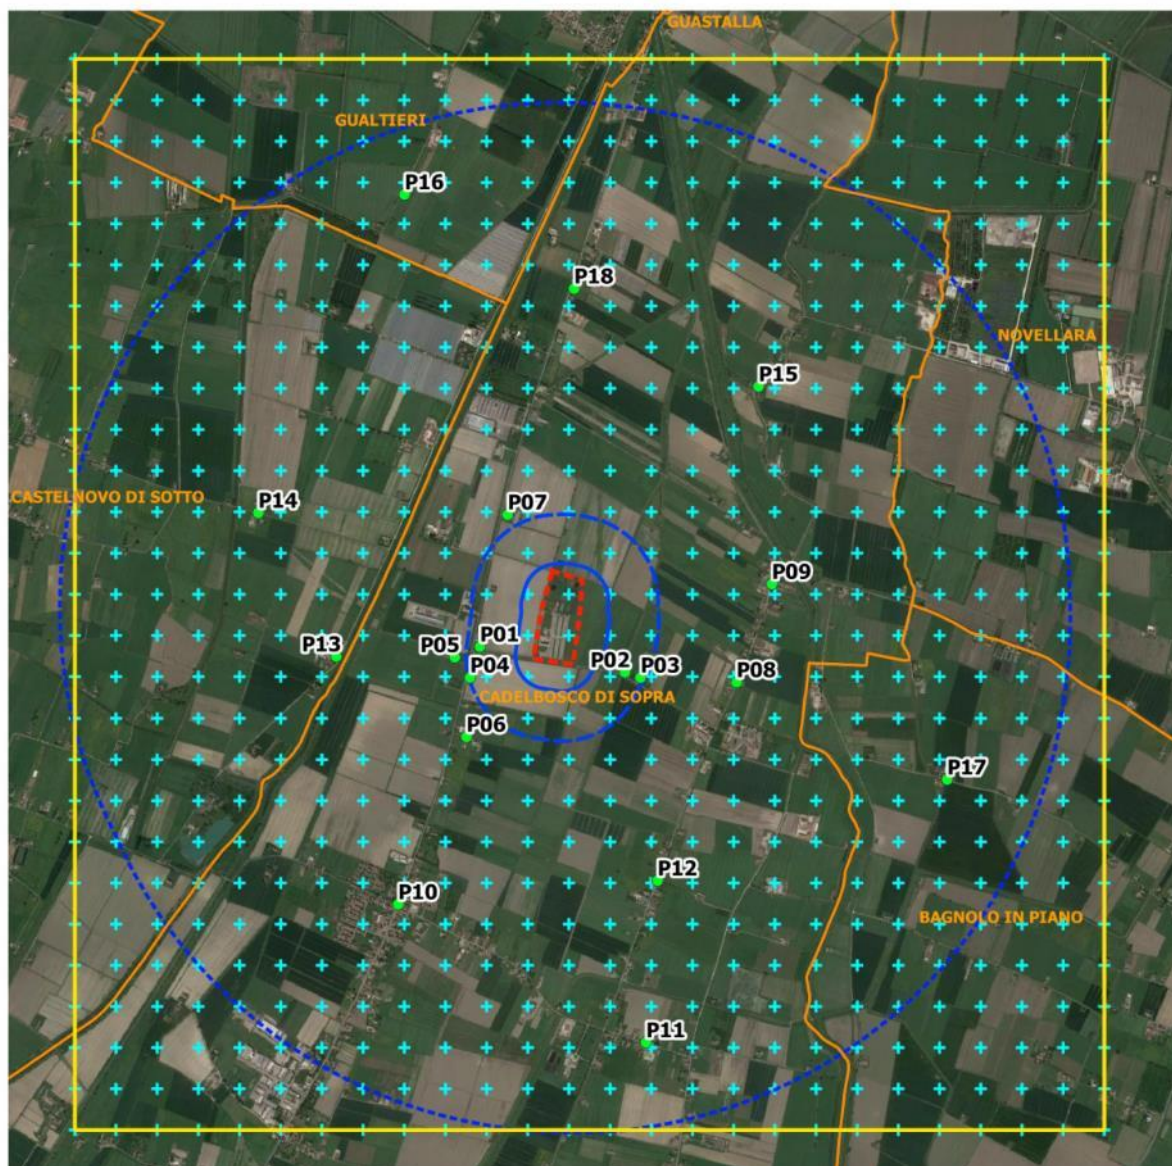 GUASTALLA
GUALTIERI
P16
P18
NOVELLARA
P15
CASTELNOVO DI SOTTO
P14
P07
P09
P13
P05
P01
P04
P02
P03
P08
CADELBOSCO DI SOPRA
P06
P17
P12
P10
BAGNOLO IN PIANO
P11